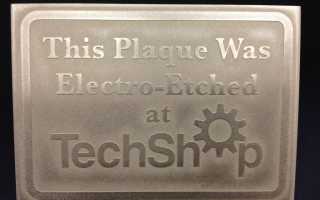 This Plaque Was
Electro-Etched
at
TechShop